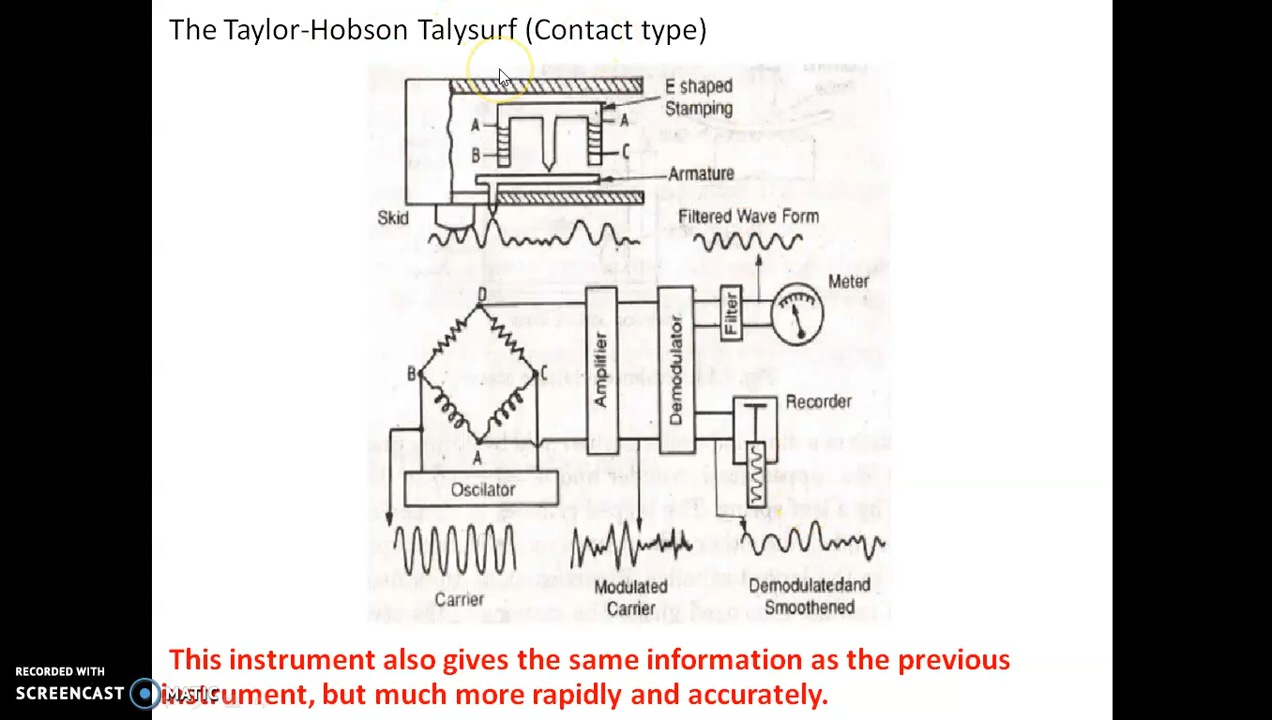 The Taylor-Hobson Talysurf (Contact type)
E shaped
Stamping
A
A
B
C
Armature
Skid
Filtered Wave Form
Meter
D
B
C
A
Amplifier
Demodulator
Filter
Recorder
Oscilator
Carrier
Modulated
Carrier
Demodulatedand
Smoothened
This instrument also gives the same information as the previous
instrument, but much more rapidly and accurately.
RECORDED WITH
SCREENCAST MATIC